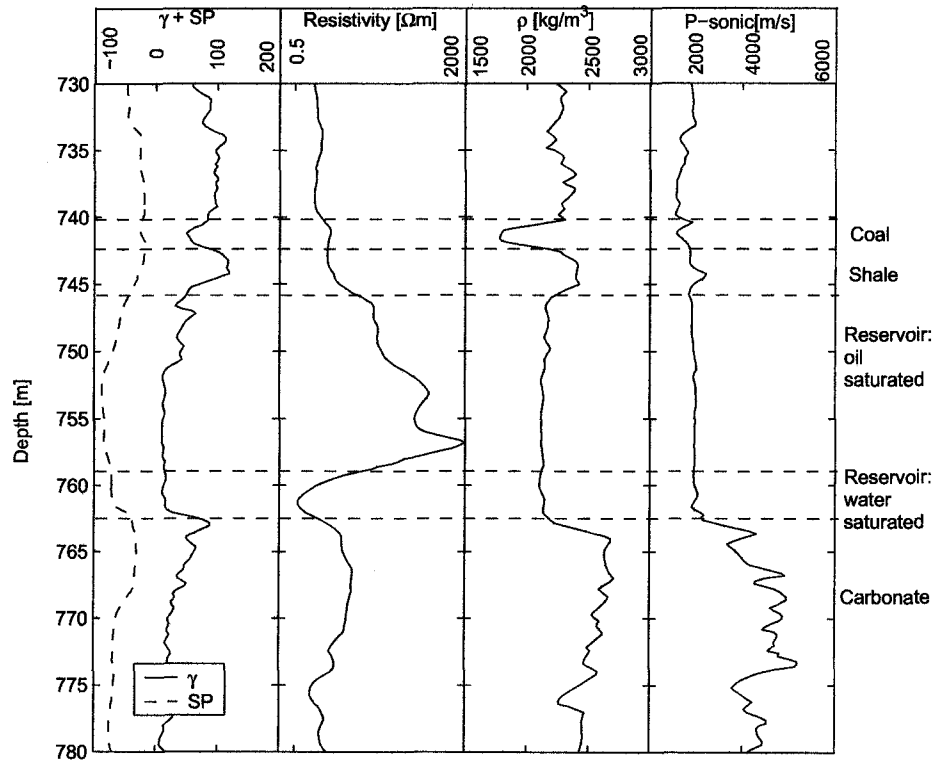 γ + SP
Resistivity [Ωm]
ρ [kg/m³]
P−sonic[m/s]
−100
0
100
200
0.5
2000
1500
2000
2500
3000
2000
4000
6000
Depth [m]
730
735
740
745
750
755
760
765
770
775
780
Coal
Shale
Reservoir:
oil
saturated
Reservoir:
water
saturated
Carbonate
γ
SP